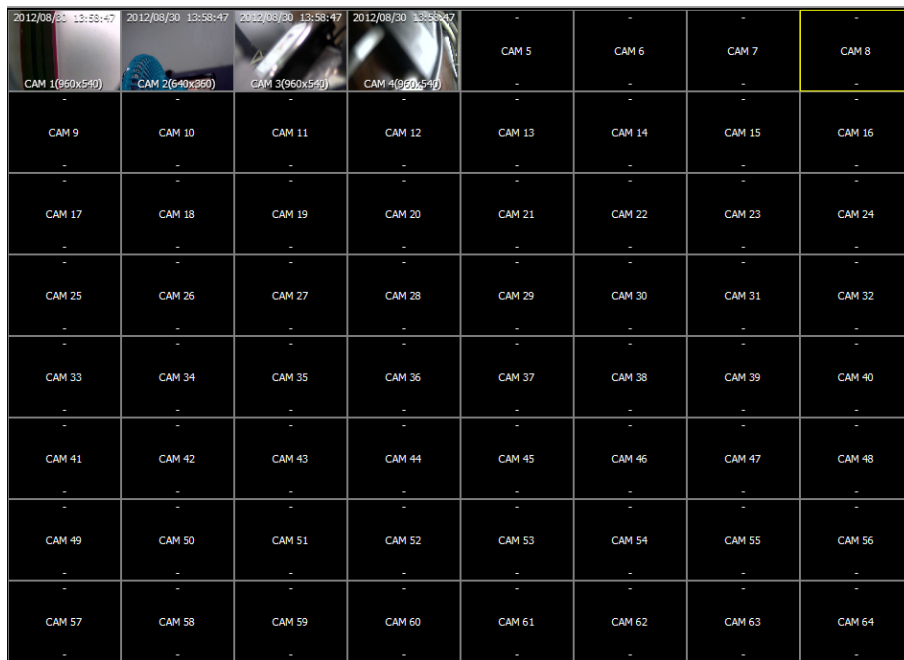 2012/08/30 13:58:47 2012/08/30 13:58:47 2012/08/30 13:58:47 2012/08/30 13:58:47 - - - -
CAM 5 CAM 6 CAM 7 CAM 8
CAM 1(960x540) CAM 2(640x360) CAM 3(960x540) CAM 4(960x540) - - - -
- - - - - - - -
CAM 9 CAM 10 CAM 11 CAM 12 CAM 13 CAM 14 CAM 15 CAM 16
- - - - - - - -
- - - - - - - -
CAM 17 CAM 18 CAM 19 CAM 20 CAM 21 CAM 22 CAM 23 CAM 24
- - - - - - - -
- - - - - - - -
CAM 25 CAM 26 CAM 27 CAM 28 CAM 29 CAM 30 CAM 31 CAM 32
- - - - - - - -
- - - - - - - -
CAM 33 CAM 34 CAM 35 CAM 36 CAM 37 CAM 38 CAM 39 CAM 40
- - - - - - - -
- - - - - - - -
CAM 41 CAM 42 CAM 43 CAM 44 CAM 45 CAM 46 CAM 47 CAM 48
- - - - - - - -
- - - - - - - -
CAM 49 CAM 50 CAM 51 CAM 52 CAM 53 CAM 54 CAM 55 CAM 56
- - - - - - - -
- - - - - - - -
CAM 57 CAM 58 CAM 59 CAM 60 CAM 61 CAM 62 CAM 63 CAM 64
- - - - - - - -